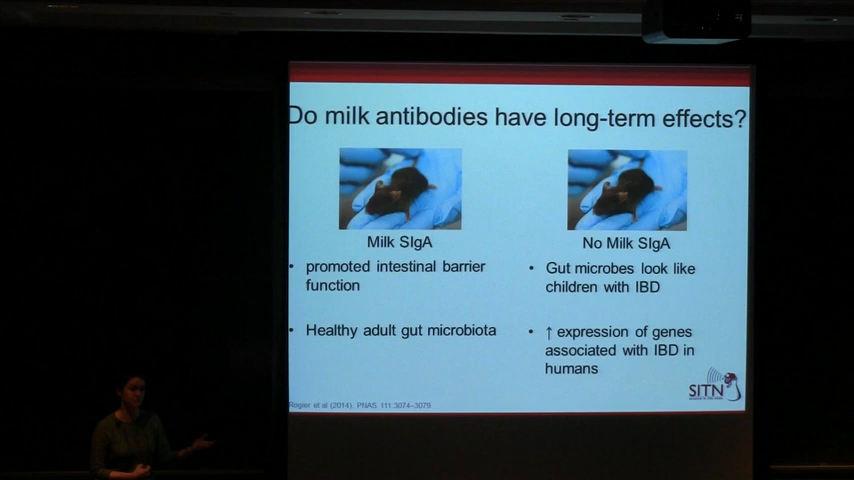 Do milk antibodies have long-term effects?
Milk SIgA
• promoted intestinal barrier
function
• Healthy adult gut microbiota
No Milk SIgA
• Gut microbes look like
children with IBD
• ↑ expression of genes
associated with IBD in
humans
Rogier et al (2014) PNAS 111:3074–3079
SITN